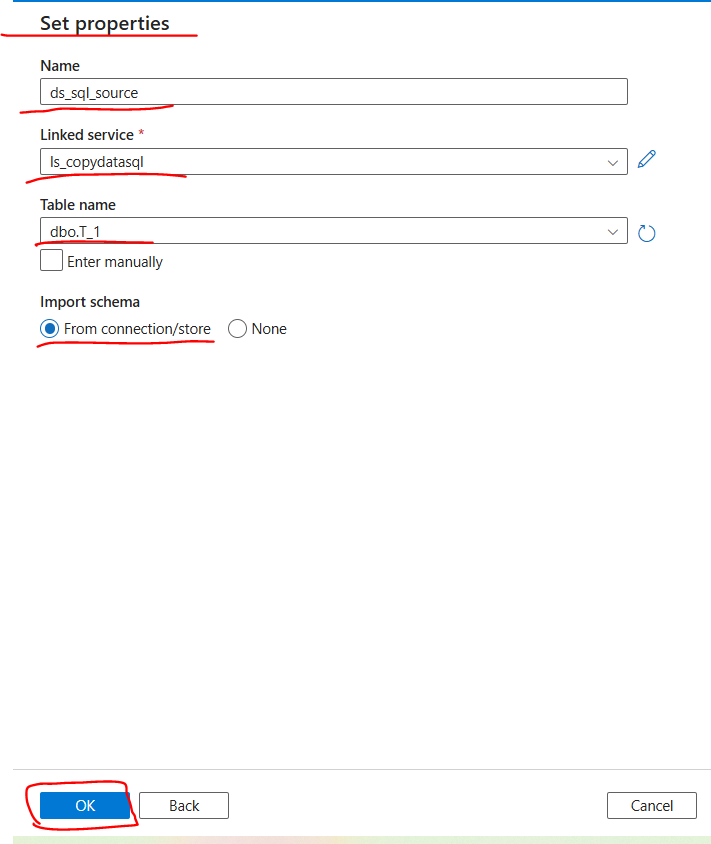 Set properties
Name
ds_sql_source
Linked service *
ls_copydatasql
Table name
dbo.T_1
Enter manually
Import schema
From connection/store None
OK Back Cancel